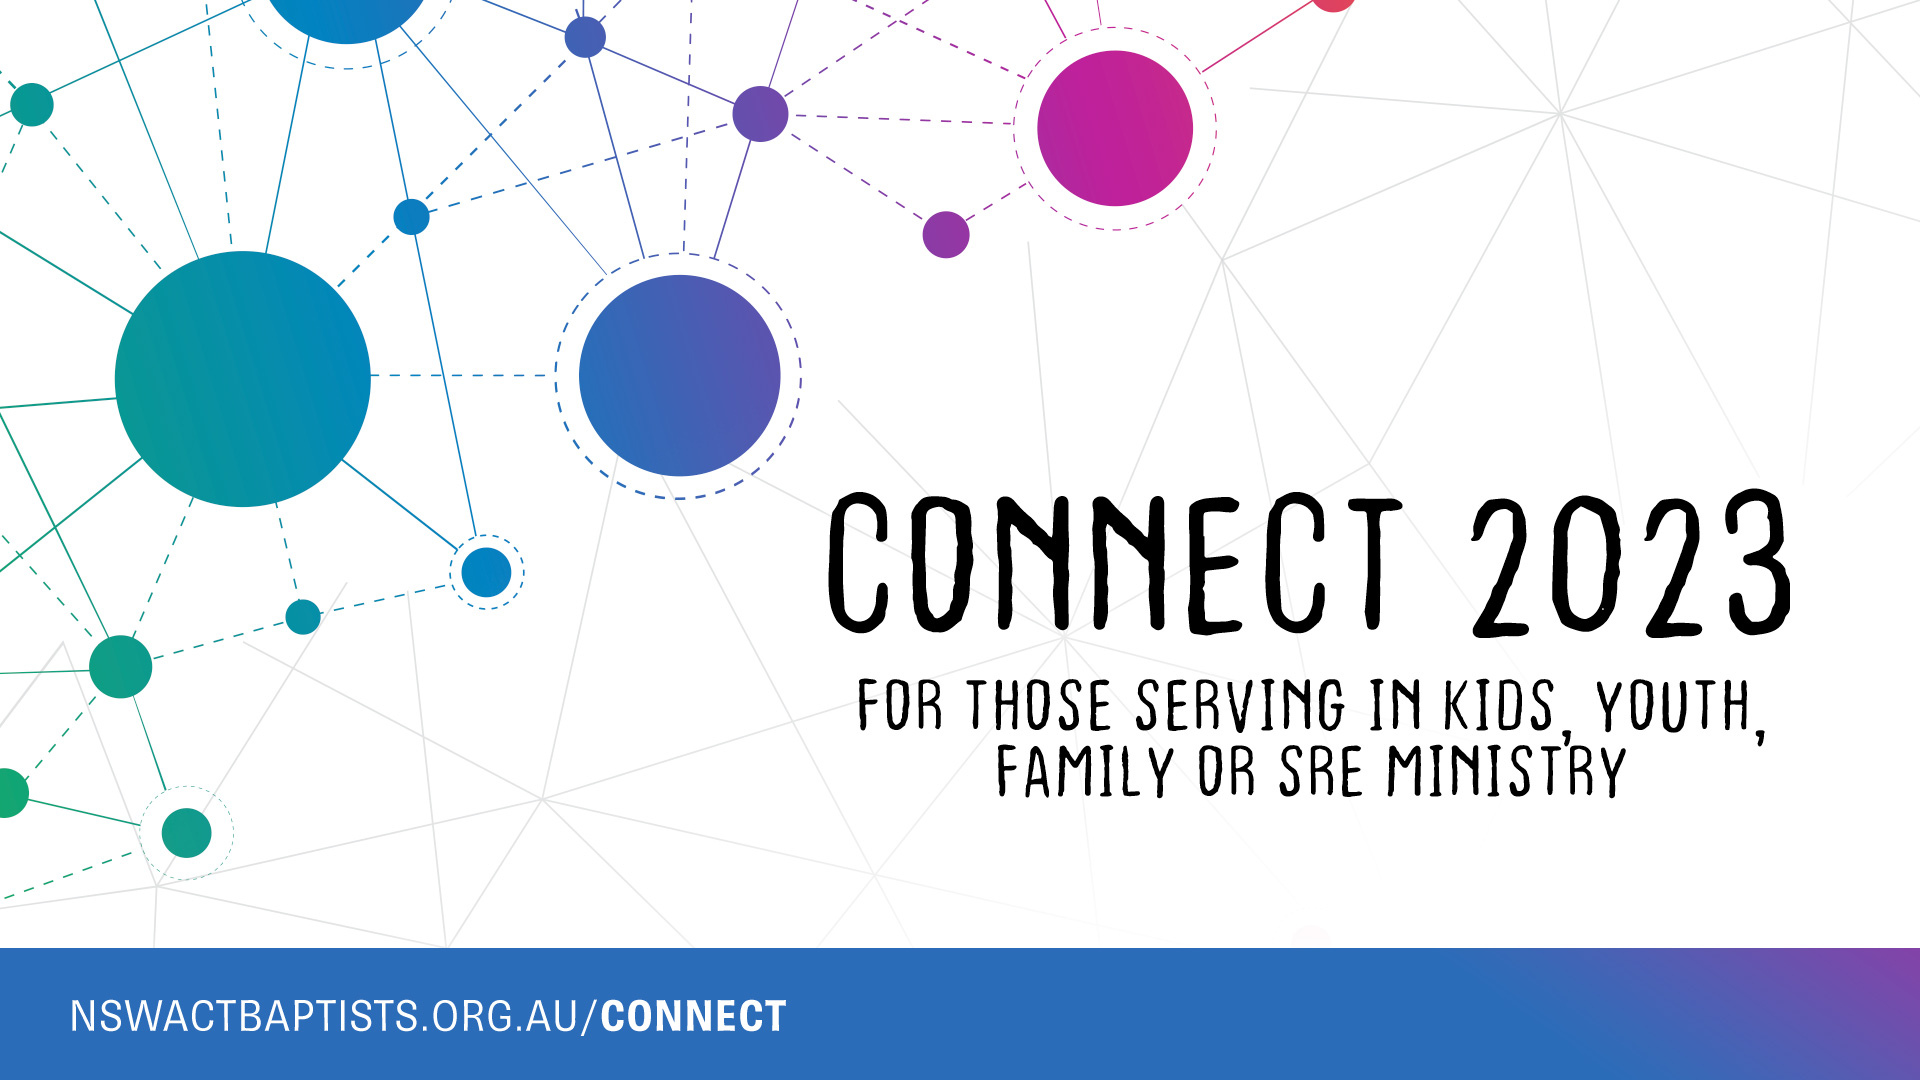 CONNECT 2023
FOR THOSE SERVING IN KIDS, YOUTH,
FAMILY OR SRE MINISTRY
NSWACTBAPTISTS.ORG.AU/CONNECT